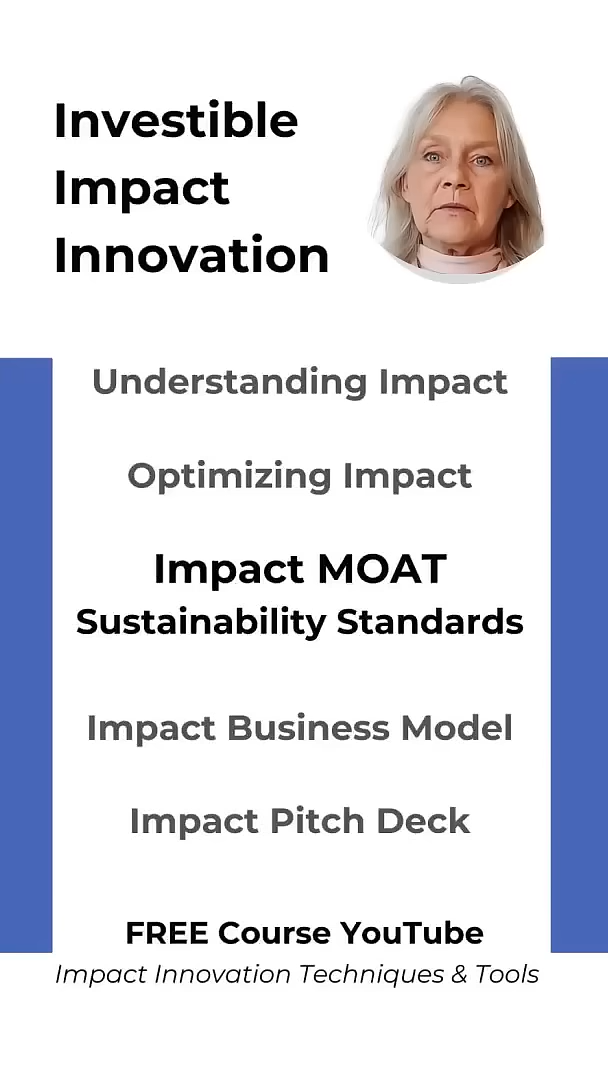 Investible
Impact
Innovation
Understanding Impact
Optimizing Impact
Impact MOAT
Sustainability Standards
Impact Business Model
Impact Pitch Deck
FREE Course YouTube
Impact Innovation Techniques & Tools